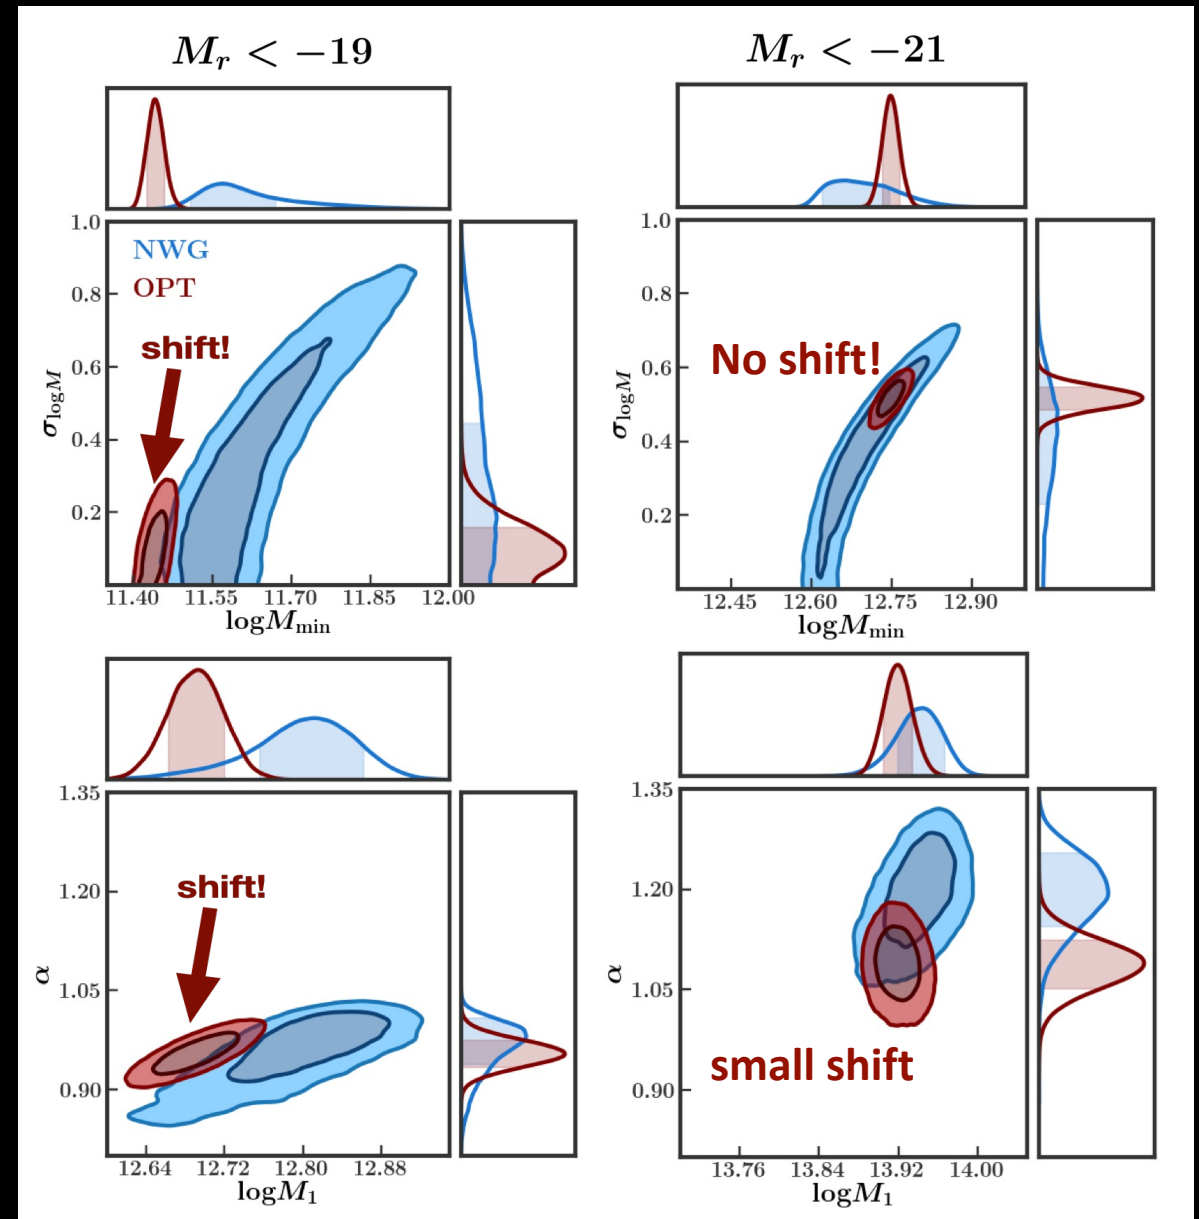 M_r < −19
M_r < −21
1.0
NWG
OPT
0.8
shift!
0.6
σ_logM
0.4
0.2
11.40 11.55 11.70 11.85 12.00
logM_min
1.0
0.8
No shift!
0.6
σ_logM
0.4
0.2
12.45 12.60 12.75 12.90
logM_min
1.35
1.20
shift!
α
1.05
0.90
12.64 12.72 12.80 12.88
logM_1
1.35
1.20
α
1.05
small shift
0.90
13.76 13.84 13.92 14.00
logM_1